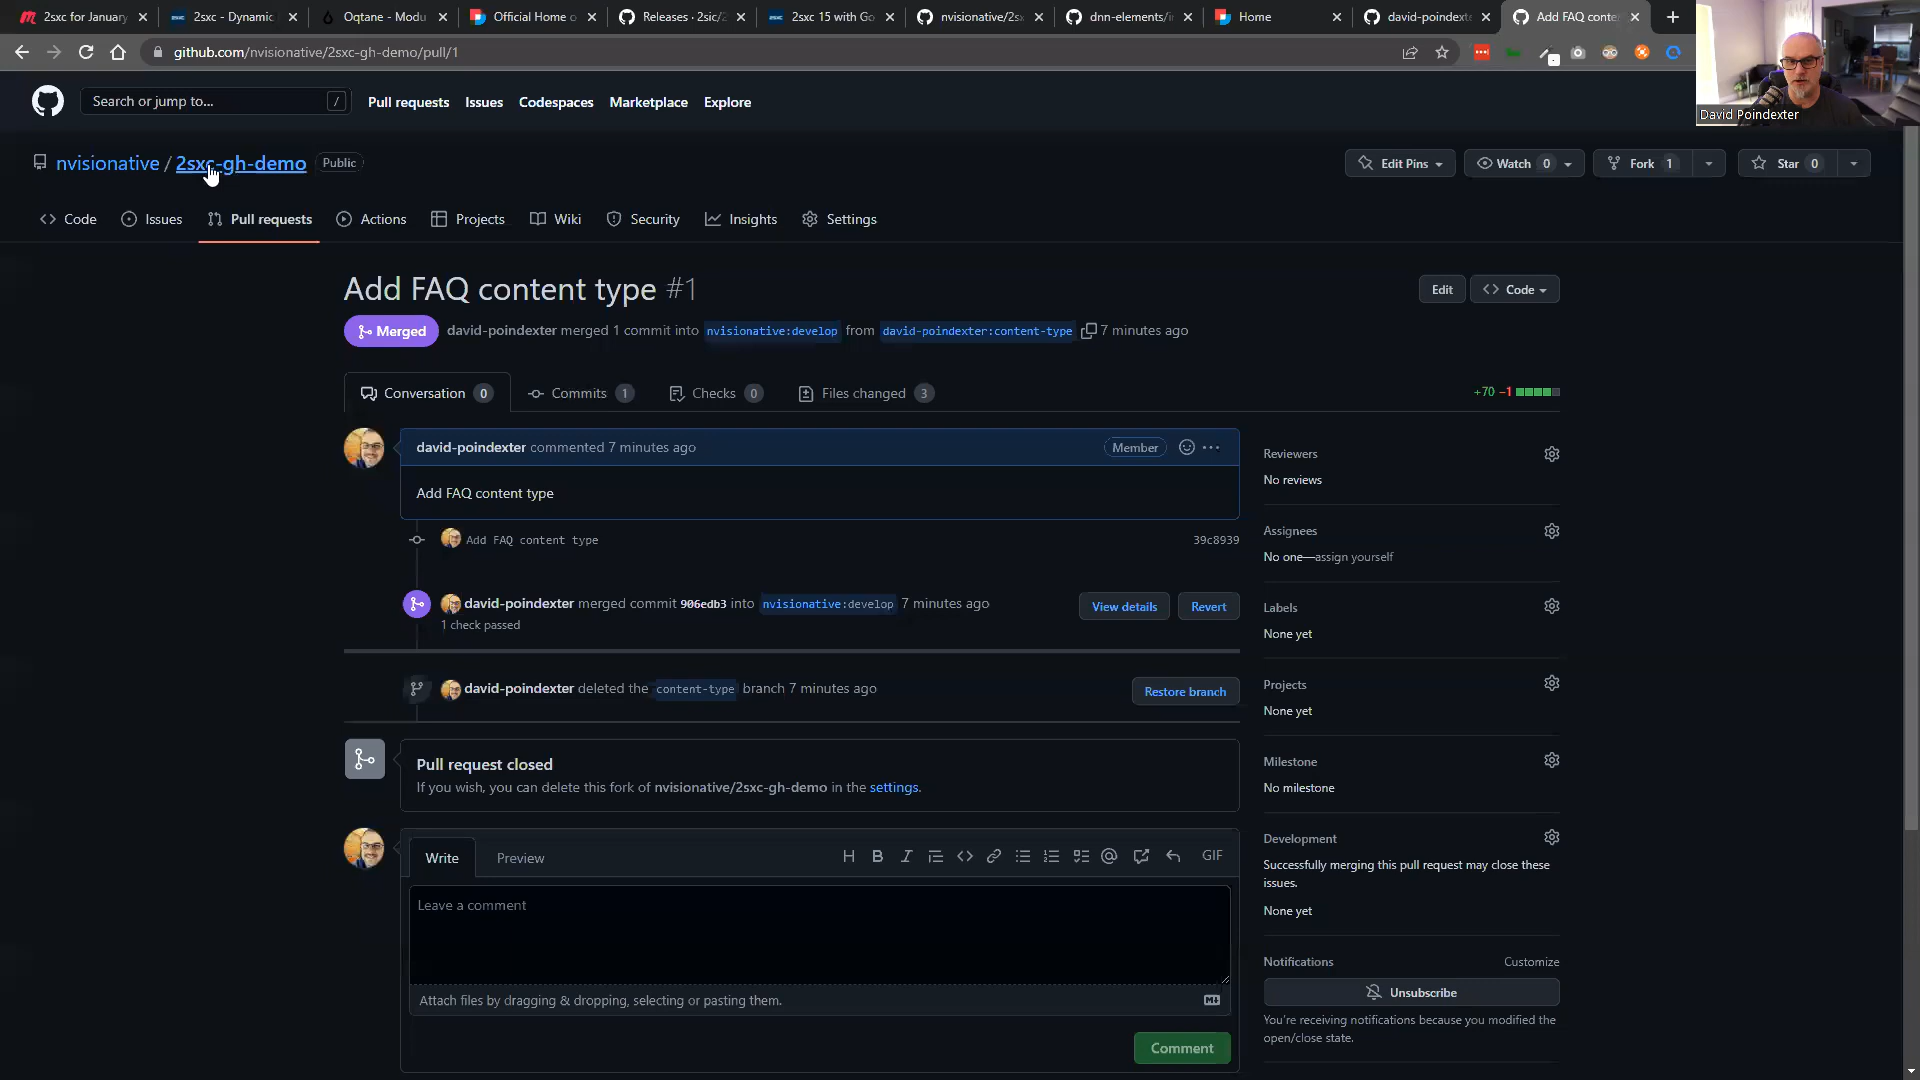 2sxc for January
2sxc - Dynamic
Oqtane - Modu
Official Home o
Releases · 2sic/2
2sxc 15 with Go
nvisionative/2s
dnn-elements/i
Home
david-poindext
Add FAQ conte
github.com/nvisionative/2sxc-gh-demo/pull/1
Search or jump to...
/
Pull requests
Issues
Codespaces
Marketplace
Explore
David Poindexter
nvisionative / 2sxc-gh-demo
Public
Edit Pins
Watch 0
Fork 1
Star 0
Code
Issues
Pull requests
Actions
Projects
Wiki
Security
Insights
Settings
Add FAQ content type #1
Edit
Code
Merged
david-poindexter merged 1 commit into nvisionative:develop from david-poindexter:content-type 7 minutes ago
Conversation 0
Commits 1
Checks 0
Files changed 3
+70 −1
david-poindexter commented 7 minutes ago
Member
Add FAQ content type
Add FAQ content type
39c8939
david-poindexter merged commit 906edb3 into nvisionative:develop 7 minutes ago
1 check passed
View details
Revert
david-poindexter deleted the content-type branch 7 minutes ago
Restore branch
Pull request closed
If you wish, you can delete this fork of nvisionative/2sxc-gh-demo in the settings.
Write
Preview
GIF
Leave a comment
Attach files by dragging & dropping, selecting or pasting them.
Comment
Reviewers
No reviews
Assignees
No one—assign yourself
Labels
None yet
Projects
None yet
Milestone
No milestone
Development
Successfully merging this pull request may close these
issues.
None yet
Notifications
Customize
Unsubscribe
You're receiving notifications because you modified the
open/close state.